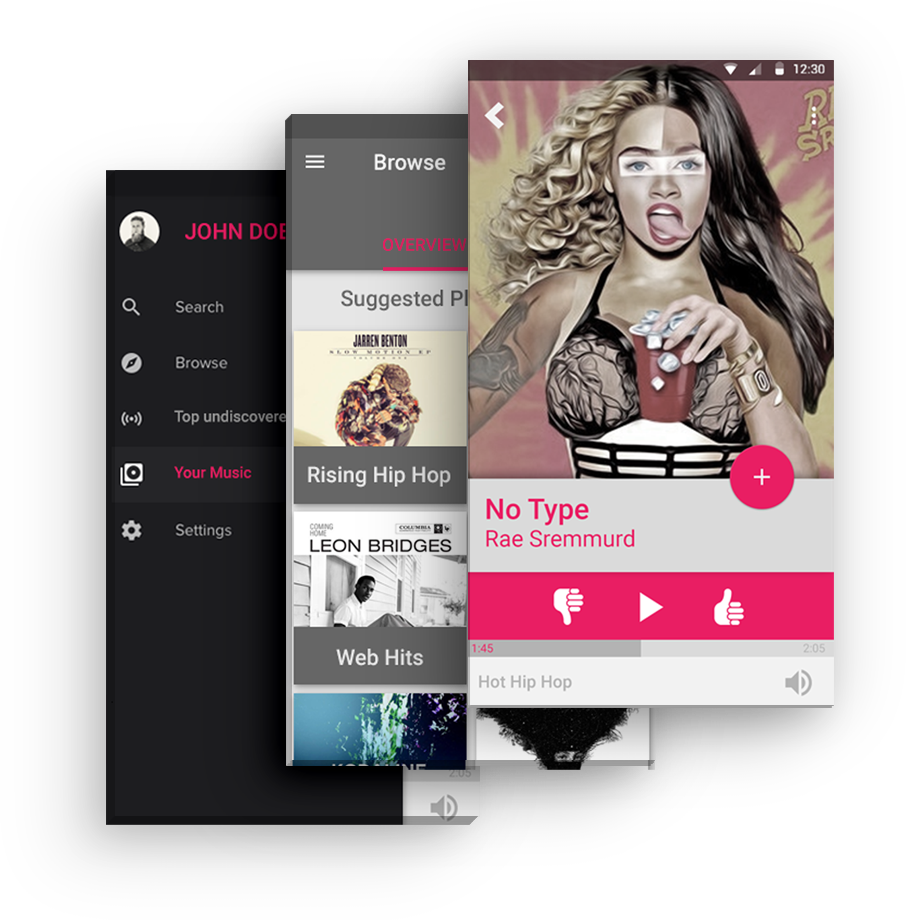 JOHN DOE
Search
Browse
Top undiscovere
Your Music
Settings
2:05
Browse
OVERVIEW
Suggested Pl
JARREN BENTON
SLOW MOTION EP
VOLUME ONE
Rising Hip Hop
COMING
HOME
COLUMBIA
LEON BRIDGES
Web Hits
12:30
No Type
Rae Sremmurd
1:45
2:05
Hot Hip Hop